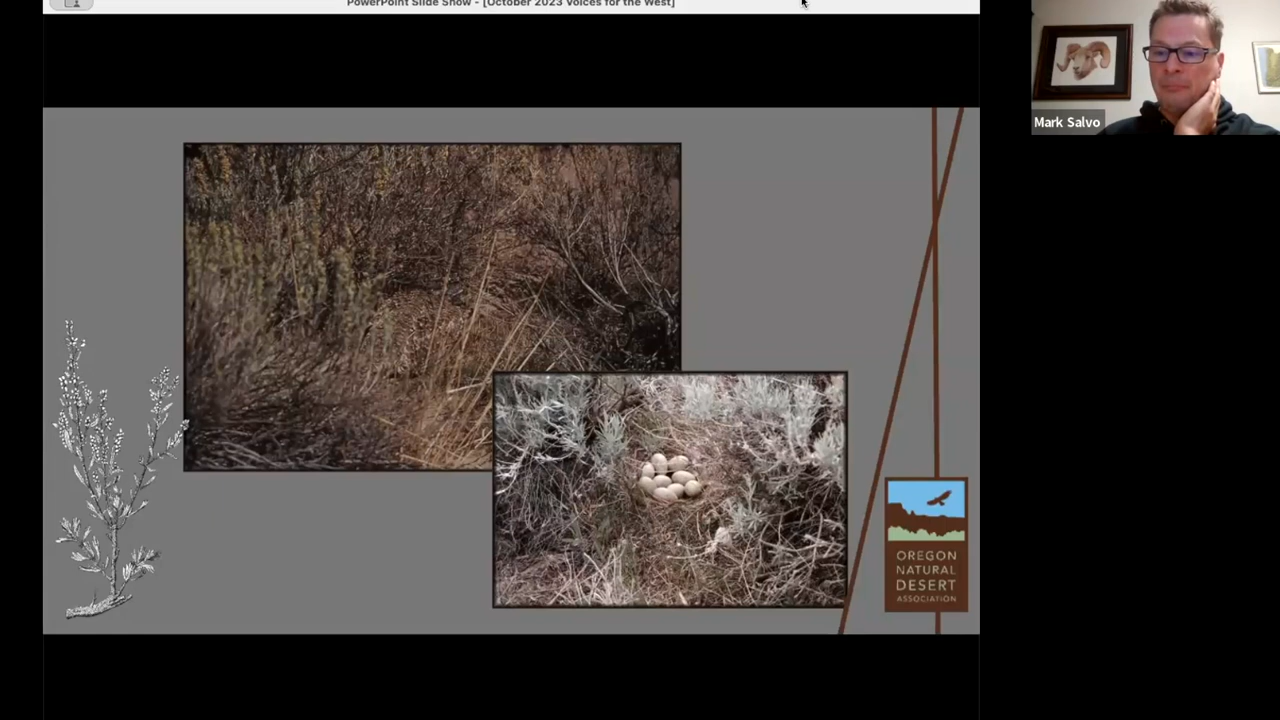 PowerPoint Slide Show - [October 2023 Voices for the West]
Mark Salvo
OREGON
NATURAL
DESERT
ASSOCIATION